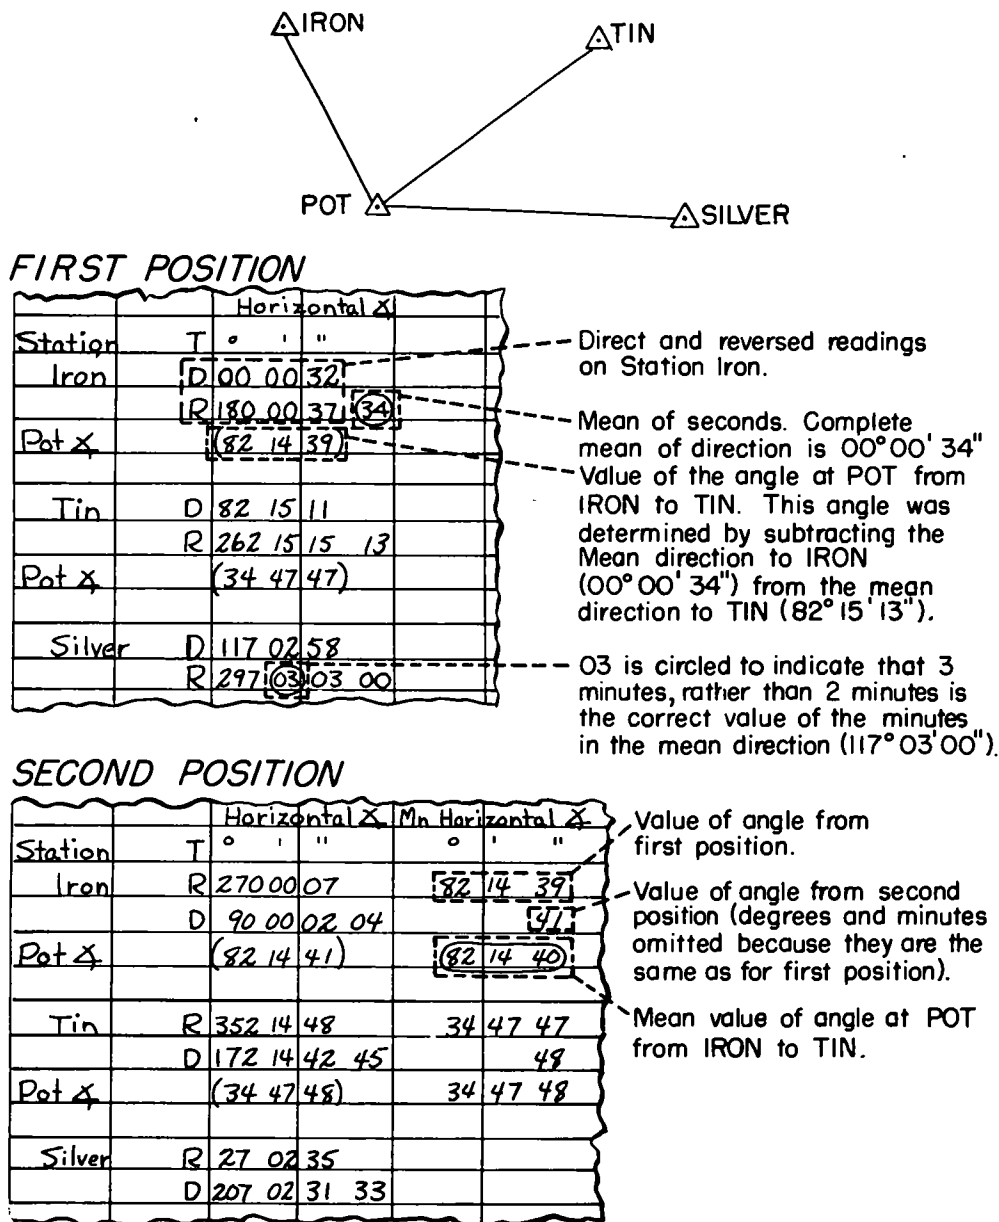 IRON
TIN
POT
SILVER
FIRST POSITION
Horizontal ∡
Station T ° ' "
Iron D 00 00 32
R 180 00 37 34
Pot ∡ (82 14 39)
Tin D 82 15 11
R 262 15 15 13
Pot ∡ (34 47 47)
Silver D 117 02 58
R 297 03 03 00
Direct and reversed readings
on Station Iron.
Mean of seconds. Complete
mean of direction is 00°00'34"
Value of the angle at POT from
IRON to TIN. This angle was
determined by subtracting the
Mean direction to IRON
(00°00'34") from the mean
direction to TIN (82°15'13").
03 is circled to indicate that 3
minutes, rather than 2 minutes is
the correct value of the minutes
in the mean direction (117°03'00").
SECOND POSITION
Horizontal ∡ Mn Horizontal ∡
Station T ° ' " ° ' "
Iron R 270 00 07 82 14 39
D 90 00 02 04 41
Pot ∡ (82 14 41) 82 14 40
Tin R 352 14 48 34 47 47
D 172 14 42 45 48
Pot ∡ (34 47 48) 34 47 48
Silver R 27 02 35
D 207 02 31 33
Value of angle from
first position.
Value of angle from second
position (degrees and minutes
omitted because they are the
same as for first position).
Mean value of angle at POT
from IRON to TIN.